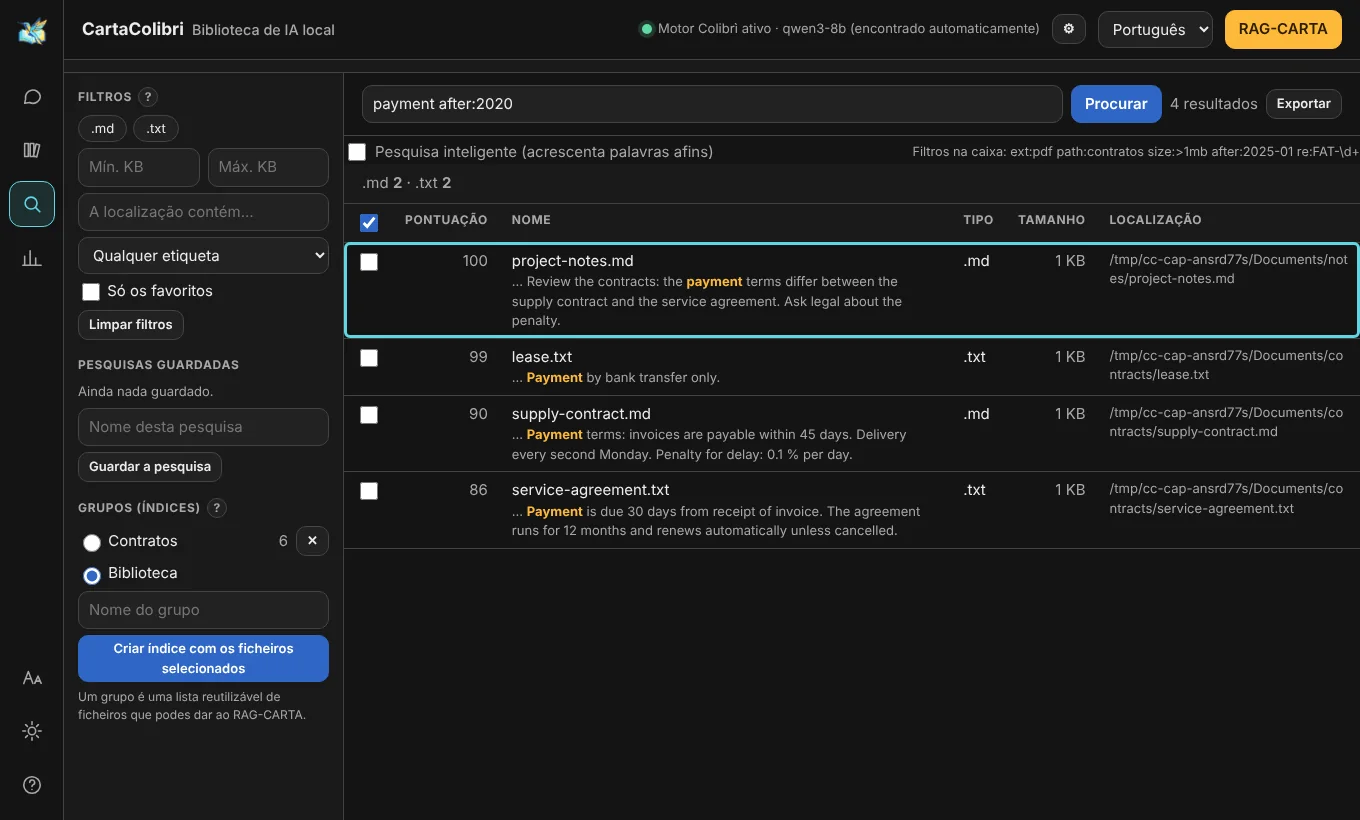 CartaColibri Biblioteca de IA local
Motor Colibrì ativo · qwen3-8b (encontrado automaticamente)
⚙
Português
RAG-CARTA
FILTROS ?
.md .txt
Mín. KB Máx. KB
A localização contém...
Qualquer etiqueta
Só os favoritos
Limpar filtros
PESQUISAS GUARDADAS
Ainda nada guardado.
Nome desta pesquisa
Guardar a pesquisa
GRUPOS (ÍNDICES) ?
Contratos 6 ✕
Biblioteca
Nome do grupo
Criar índice com os ficheiros
selecionados
Um grupo é uma lista reutilizável de
ficheiros que podes dar ao RAG-CARTA.
AA
?
payment after:2020
Procurar
4 resultados
Exportar
Pesquisa inteligente (acrescenta palavras afins)
Filtros na caixa: ext:pdf path:contratos size:>1mb after:2025-01 re:FAT-\d+
.md 2 · .txt 2
PONTUAÇÃO NOME TIPO TAMANHO LOCALIZAÇÃO
100 project-notes.md .md 1 KB /tmp/cc-cap-ansrd77s/Documents/not
es/project-notes.md
... Review the contracts: the payment terms differ between the
supply contract and the service agreement. Ask legal about the
penalty.
99 lease.txt .txt 1 KB /tmp/cc-cap-ansrd77s/Documents/co
ntracts/lease.txt
... Payment by bank transfer only.
90 supply-contract.md .md 1 KB /tmp/cc-cap-ansrd77s/Documents/co
ntracts/supply-contract.md
... Payment terms: invoices are payable within 45 days. Delivery
every second Monday. Penalty for delay: 0.1 % per day.
86 service-agreement.txt .txt 1 KB /tmp/cc-cap-ansrd77s/Documents/co
ntracts/service-agreement.txt
... Payment is due 30 days from receipt of invoice. The agreement
runs for 12 months and renews automatically unless cancelled.